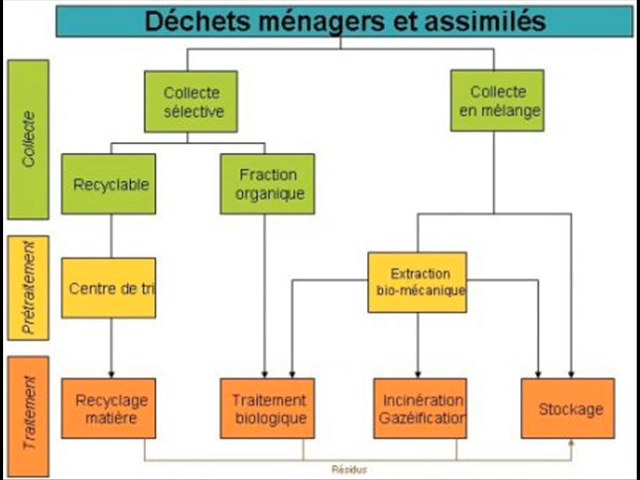 Déchets ménagers et assimilés
Collecte
Collecte
sélective
Collecte
en mélange
Recyclable
Fraction
organique
Prétraitement
Centre de tri
Extraction
bio-mécanique
Traitement
Recyclage
matière
Traitement
biologique
Incinération
Gazéification
Stockage
Résidus